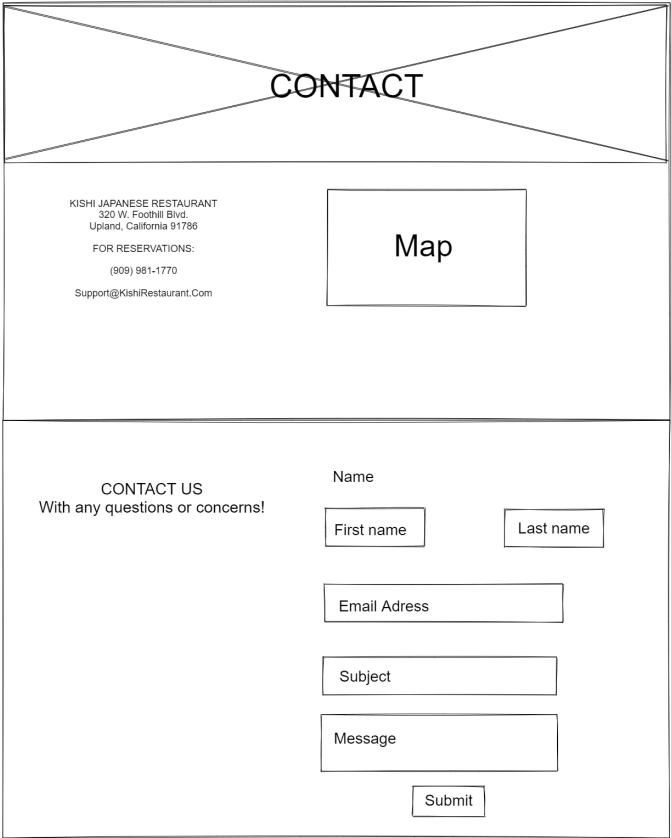 CONTACT
KISHI JAPANESE RESTAURANT
320 W. Foothill Blvd.
Upland, California 91786
FOR RESERVATIONS:
(909) 981-1770
Support@KishiRestaurant.Com
Map
CONTACT US
With any questions or concerns!
Name
First name
Last name
Email Adress
Subject
Message
Submit